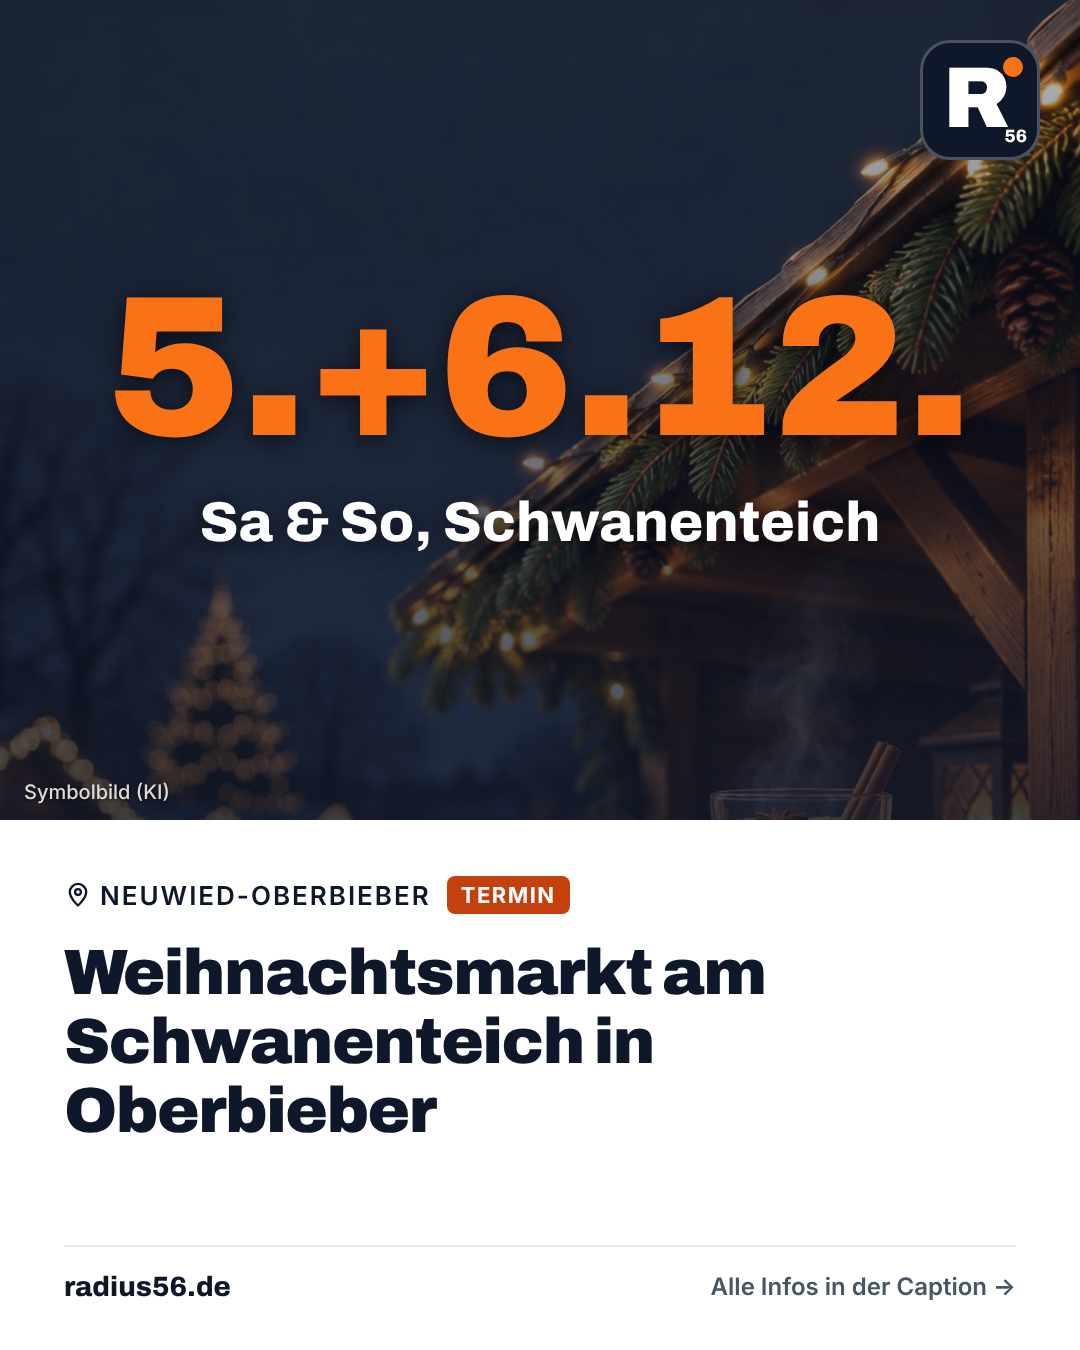 R
56
5.+6.12.
Sa & So, Schwanenteich
Symbolbild (KI)
NEUWIED-OBERBIEBER TERMIN
Weihnachtsmarkt am
Schwanenteich in
Oberbieber
radius56.de Alle Infos in der Caption →